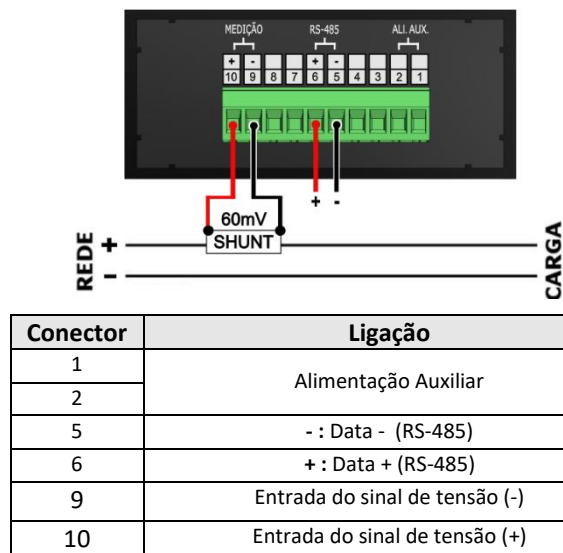 MEDIÇÃO RS-485 ALI. AUX.
+ - + -
10 9 8 7 6 5 4 3 2 1
+ -
60mV
REDE + SHUNT CARGA
-
Conector Ligação
1
Alimentação Auxiliar
2
5 - : Data - (RS-485)
6 + : Data + (RS-485)
9 Entrada do sinal de tensão (-)
10 Entrada do sinal de tensão (+)